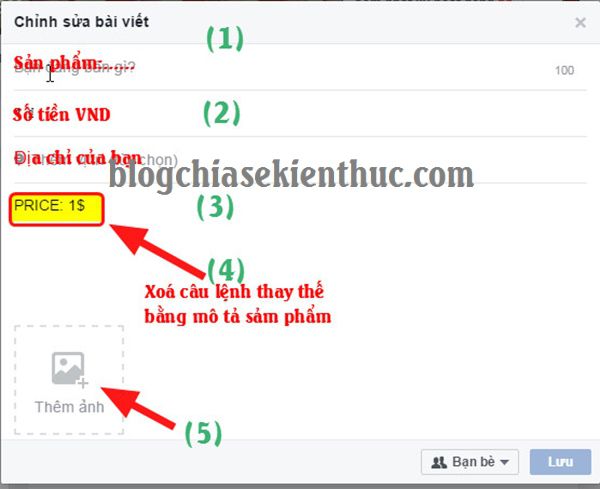 Chỉnh sửa bài viết
(1)
Sản phẩm:.......
Bạn đang bán gì?
100
Số tiền VND
(2)
Địa chỉ của bạn
chọn)
blogchiasekienthuc.com
PRICE: 1$
(3)
(4)
Xoá câu lệnh thay thế
bằng mô tả sảm phẩm
Thêm ảnh
(5)
Bạn bè
Lưu